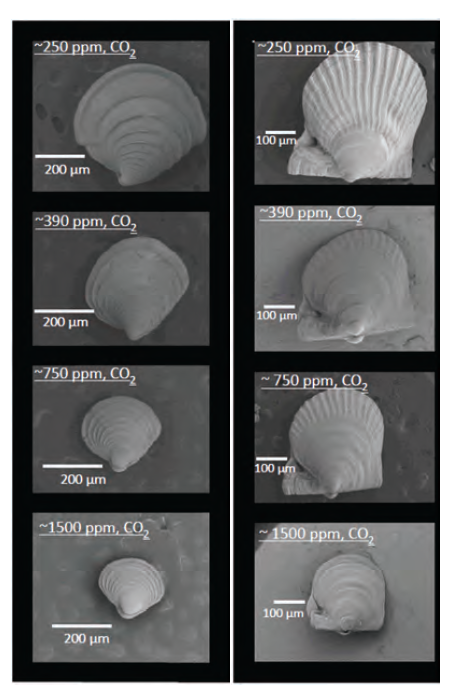 ~250 ppm, CO2
200 µm
~390 ppm, CO2
200 µm
~750 ppm, CO2
200 µm
~1500 ppm, CO2
200 µm
~250 ppm, CO2
100 µm
~390 ppm, CO2
100 µm
~ 750 ppm, CO2
100 µm
~ 1500 ppm, CO2
100 µm